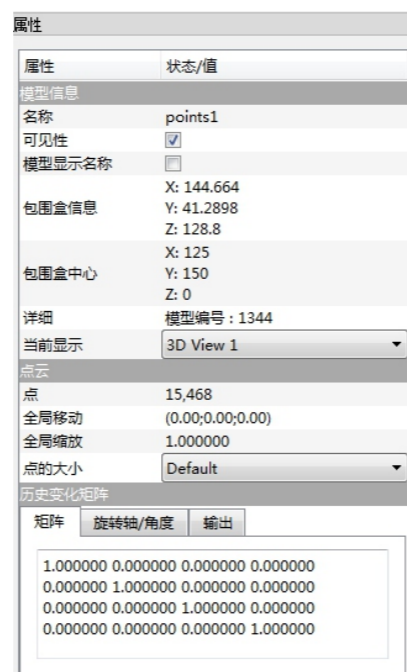 属性
属性 状态/值
模型信息
名称 points1
可见性
模型显示名称
包围盒信息 X: 144.664
Y: 41.2898
Z: 128.8
包围盒中心 X: 125
Y: 150
Z: 0
详细 模型编号 : 1344
当前显示 3D View 1
点云
点 15,468
全局移动 (0.00;0.00;0.00)
全局缩放 1.000000
点的大小 Default
历史变化矩阵
矩阵 旋转轴/角度 输出
1.000000 0.000000 0.000000 0.000000
0.000000 1.000000 0.000000 0.000000
0.000000 0.000000 1.000000 0.000000
0.000000 0.000000 0.000000 1.000000